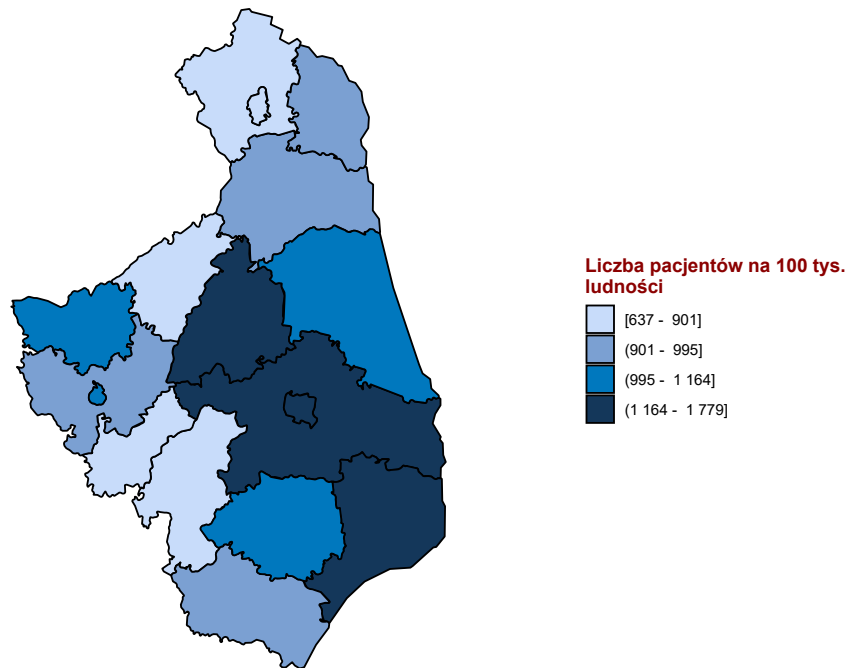 Liczba pacjentów na 100 tys.
ludności
[637 - 901]
(901 - 995]
(995 - 1 164]
(1 164 - 1 779]